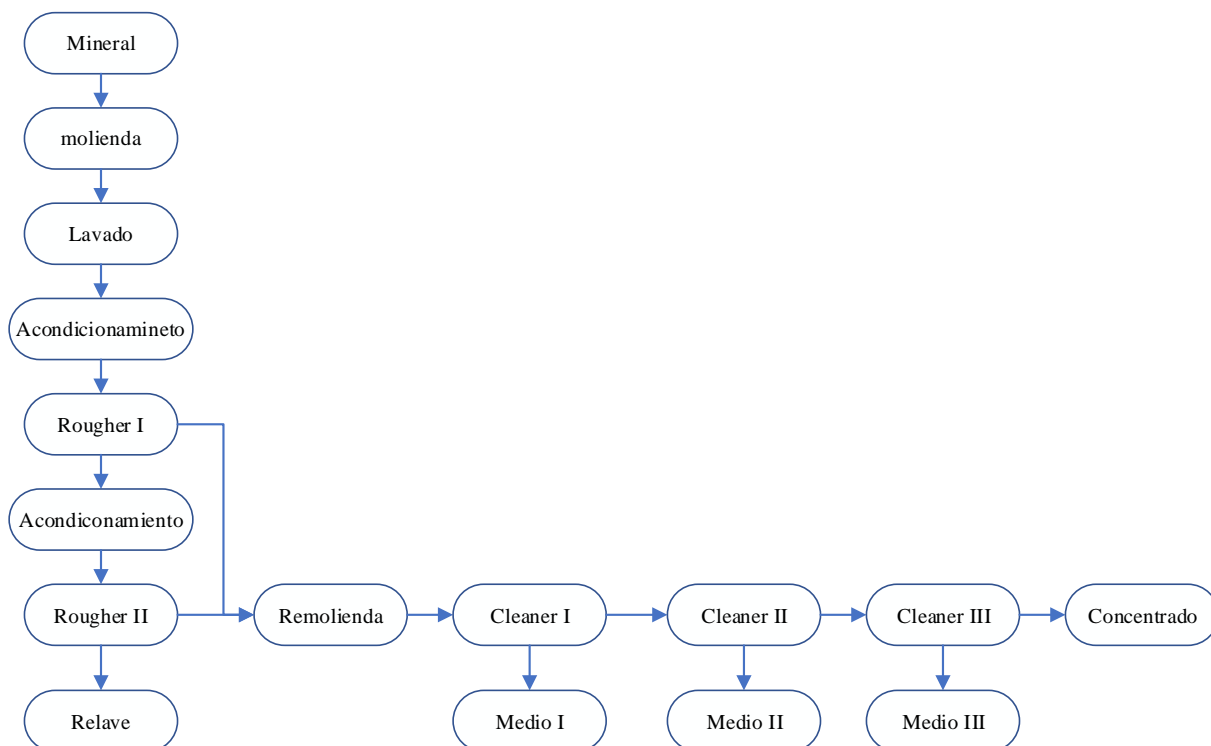 Mineral
molienda
Lavado
Acondicionamineto
Rougher I
Acondiconamiento
Rougher II
Remolienda
Cleaner I
Cleaner II
Cleaner III
Concentrado
Relave
Medio I
Medio II
Medio III